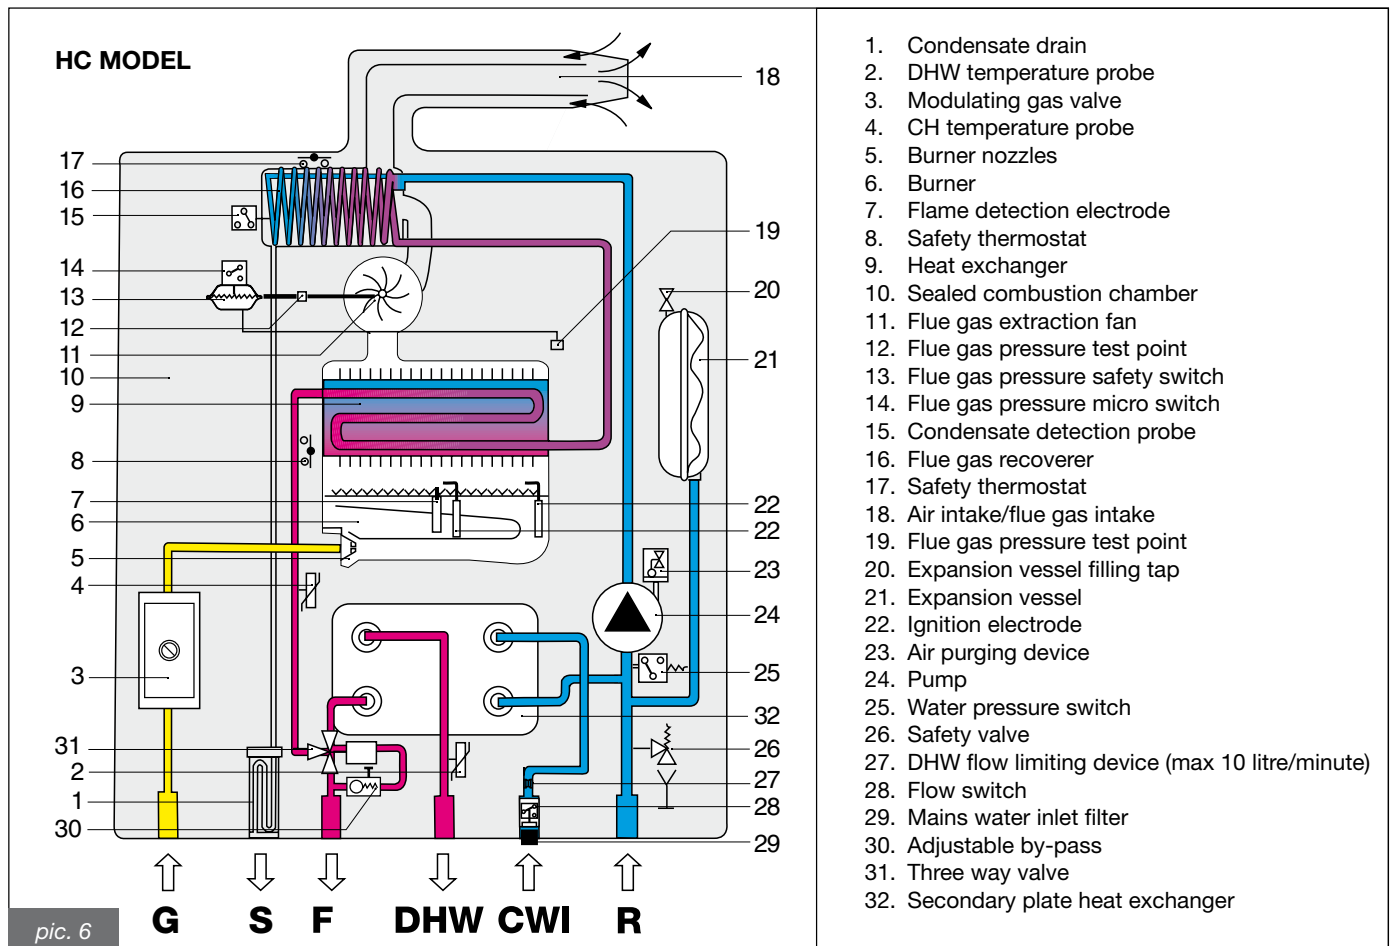 HC MODEL
18
17
16
15
14
13
12
11
10
9
8
7
6
5
4
3
31
2
1
30
19
20
21
22
22
23
24
25
32
26
27
28
29
G S F DHW CWI R
pic. 6
1. Condensate drain
2. DHW temperature probe
3. Modulating gas valve
4. CH temperature probe
5. Burner nozzles
6. Burner
7. Flame detection electrode
8. Safety thermostat
9. Heat exchanger
10. Sealed combustion chamber
11. Flue gas extraction fan
12. Flue gas pressure test point
13. Flue gas pressure safety switch
14. Flue gas pressure micro switch
15. Condensate detection probe
16. Flue gas recoverer
17. Safety thermostat
18. Air intake/flue gas intake
19. Flue gas pressure test point
20. Expansion vessel filling tap
21. Expansion vessel
22. Ignition electrode
23. Air purging device
24. Pump
25. Water pressure switch
26. Safety valve
27. DHW flow limiting device (max 10 litre/minute)
28. Flow switch
29. Mains water inlet filter
30. Adjustable by-pass
31. Three way valve
32. Secondary plate heat exchanger